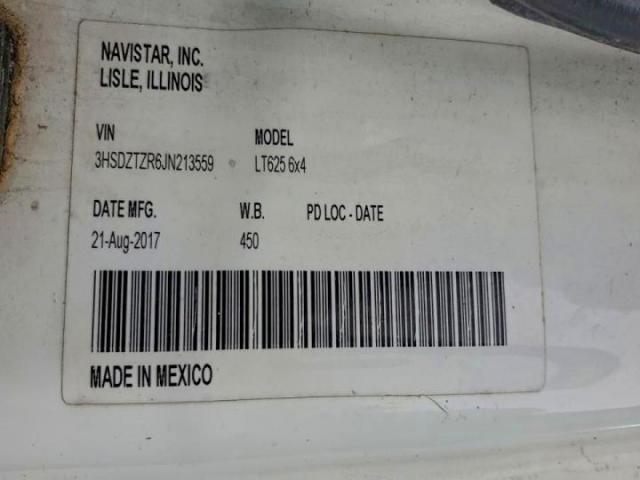 NAVISTAR, INC.
LISLE, ILLINOIS
VIN MODEL
3HSDZTZR6JN213559 LT625 6x4
DATE MFG. W.B. PD LOC - DATE
21-Aug-2017 450
MADE IN MEXICO